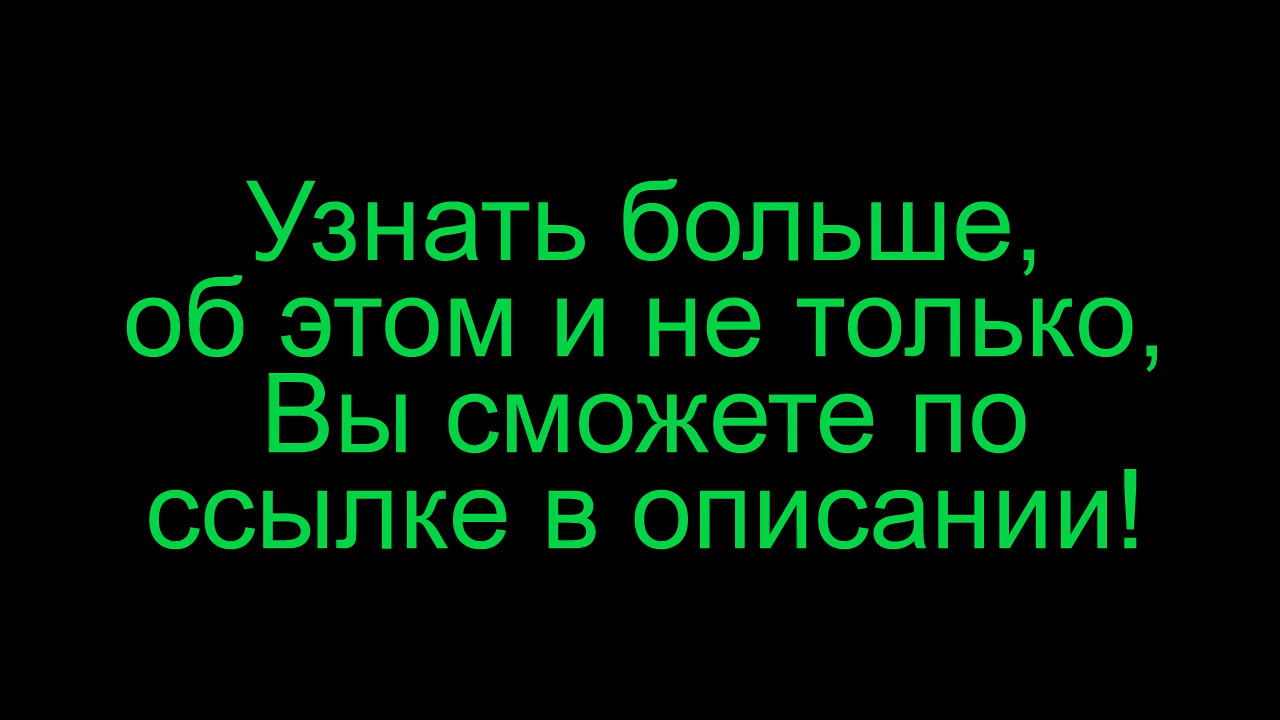 Узнать больше,
об этом и не только,
Вы сможете по
ссылке в описании!